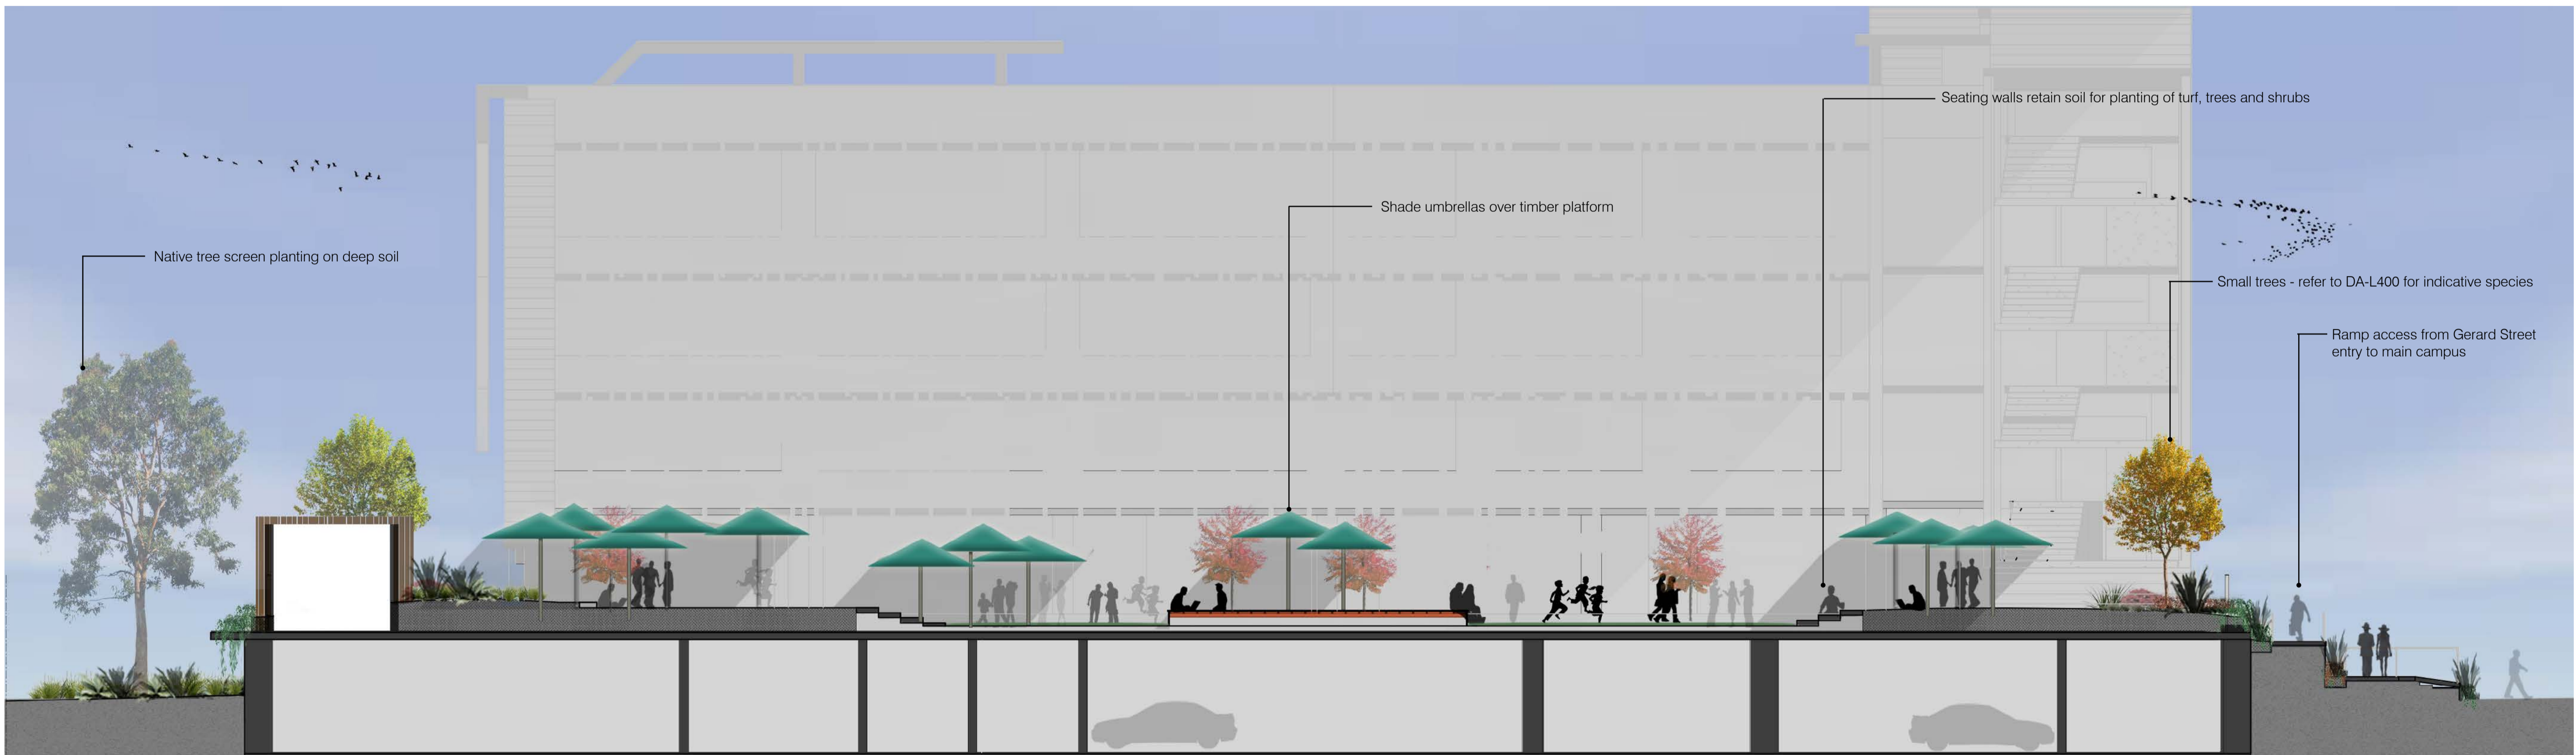 Seating walls retain soil for planting of turf, trees and shrubs
Shade umbrellas over timber platform
Native tree screen planting on deep soil
Small trees - refer to DA-L400 for indicative species
Ramp access from Gerard Street
entry to main campus